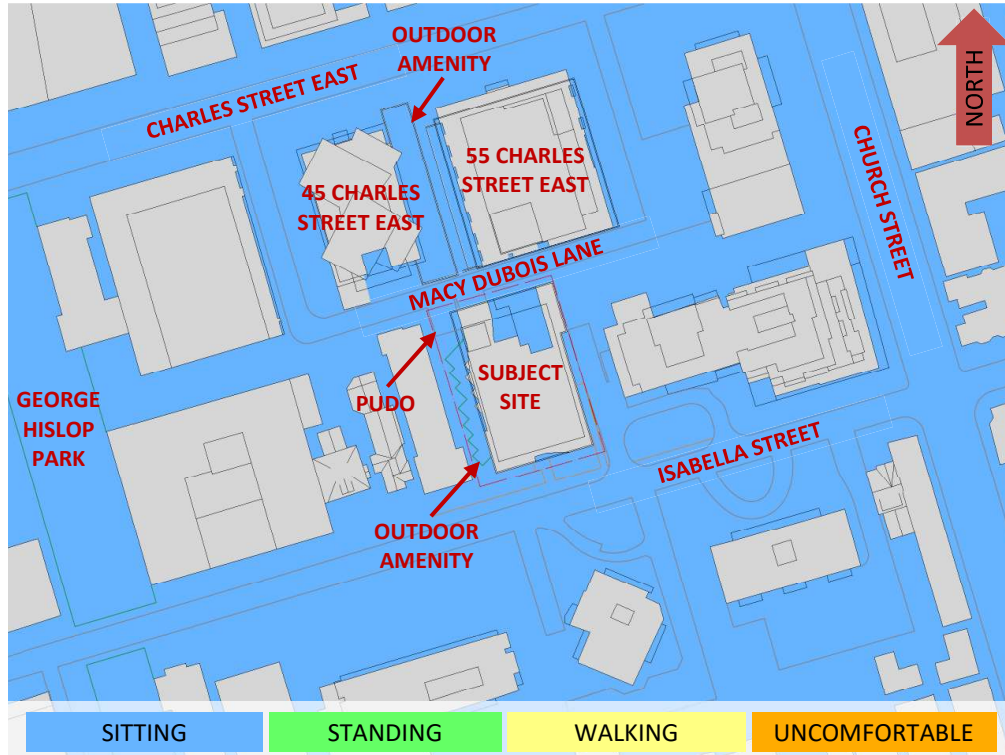 OUTDOOR
AMENITY
NORTH
CHARLES STREET EAST
CHURCH STREET
55 CHARLES
STREET EAST
45 CHARLES
STREET EAST
MACY DUBOIS LANE
SUBJECT
SITE
PUDO
GEORGE
HISLOP
PARK
ISABELLA STREET
OUTDOOR
AMENITY
SITTING
STANDING
WALKING
UNCOMFORTABLE